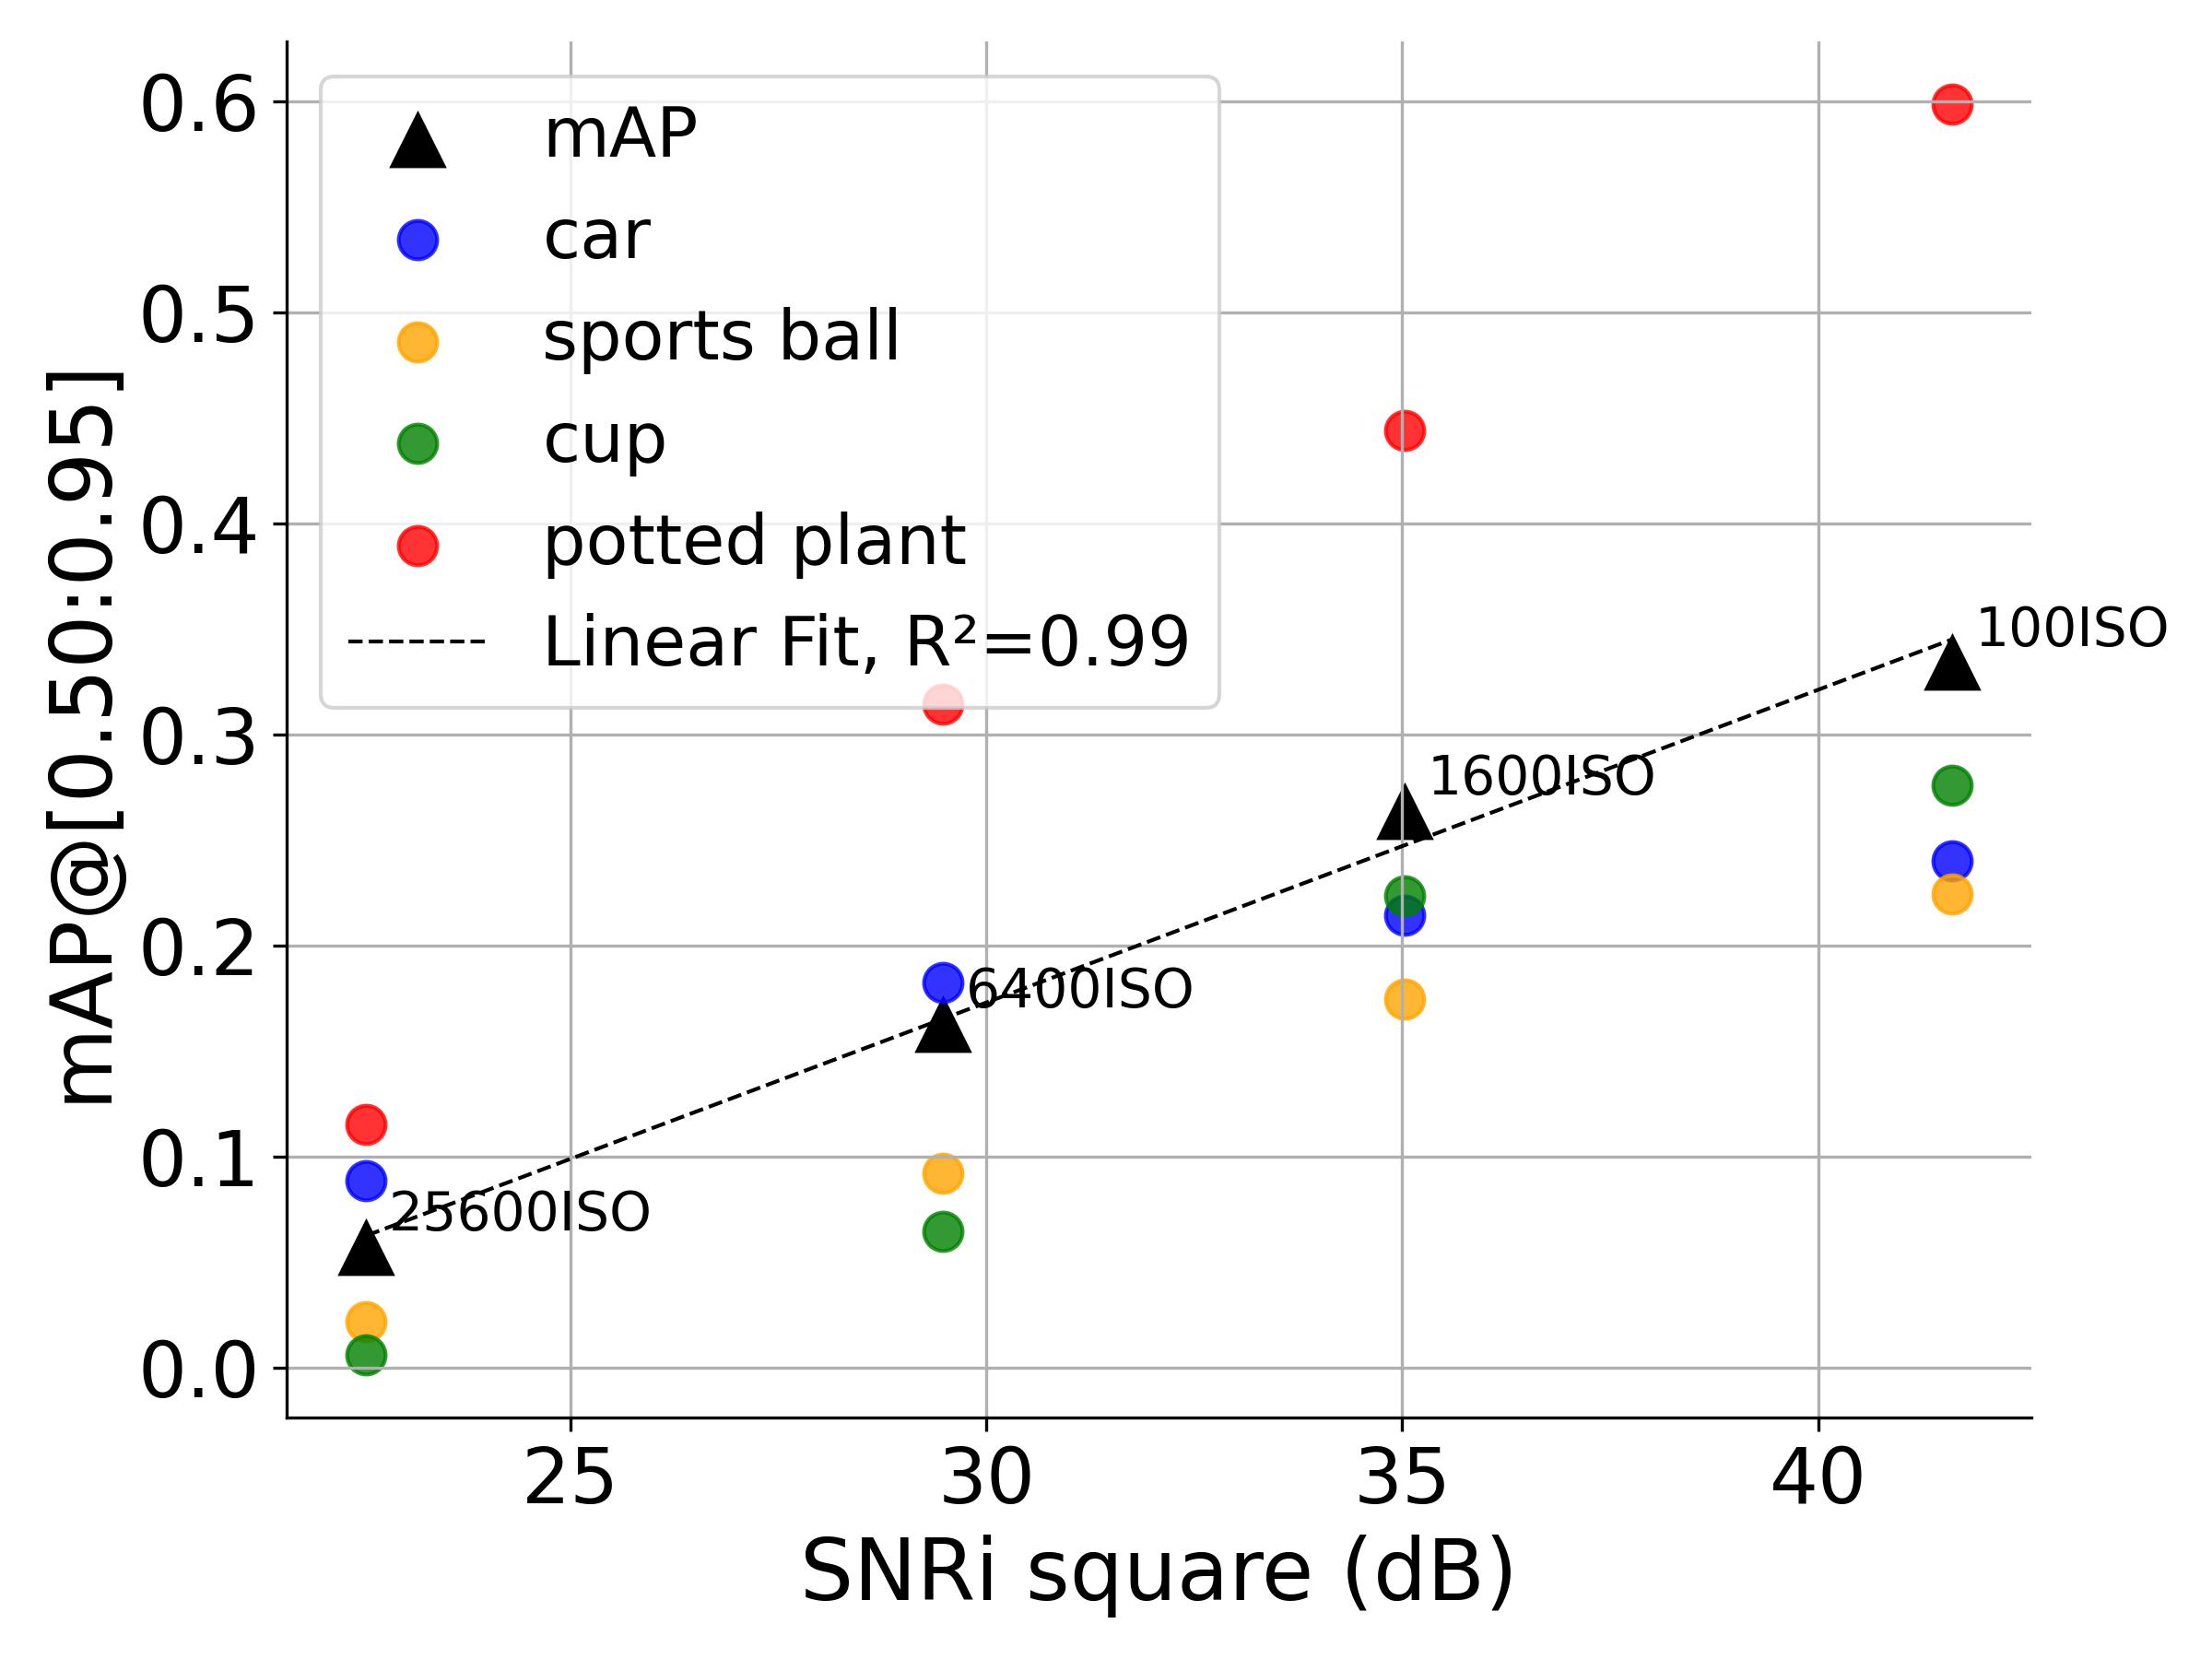 mAP@[0.50:0.95]
0.6
0.5
0.4
0.3
0.2
0.1
0.0
mAP
car
sports ball
cup
potted plant
Linear Fit, R²=0.99
100ISO
1600ISO
6400ISO
25600ISO
25 30 35 40
SNRi square (dB)